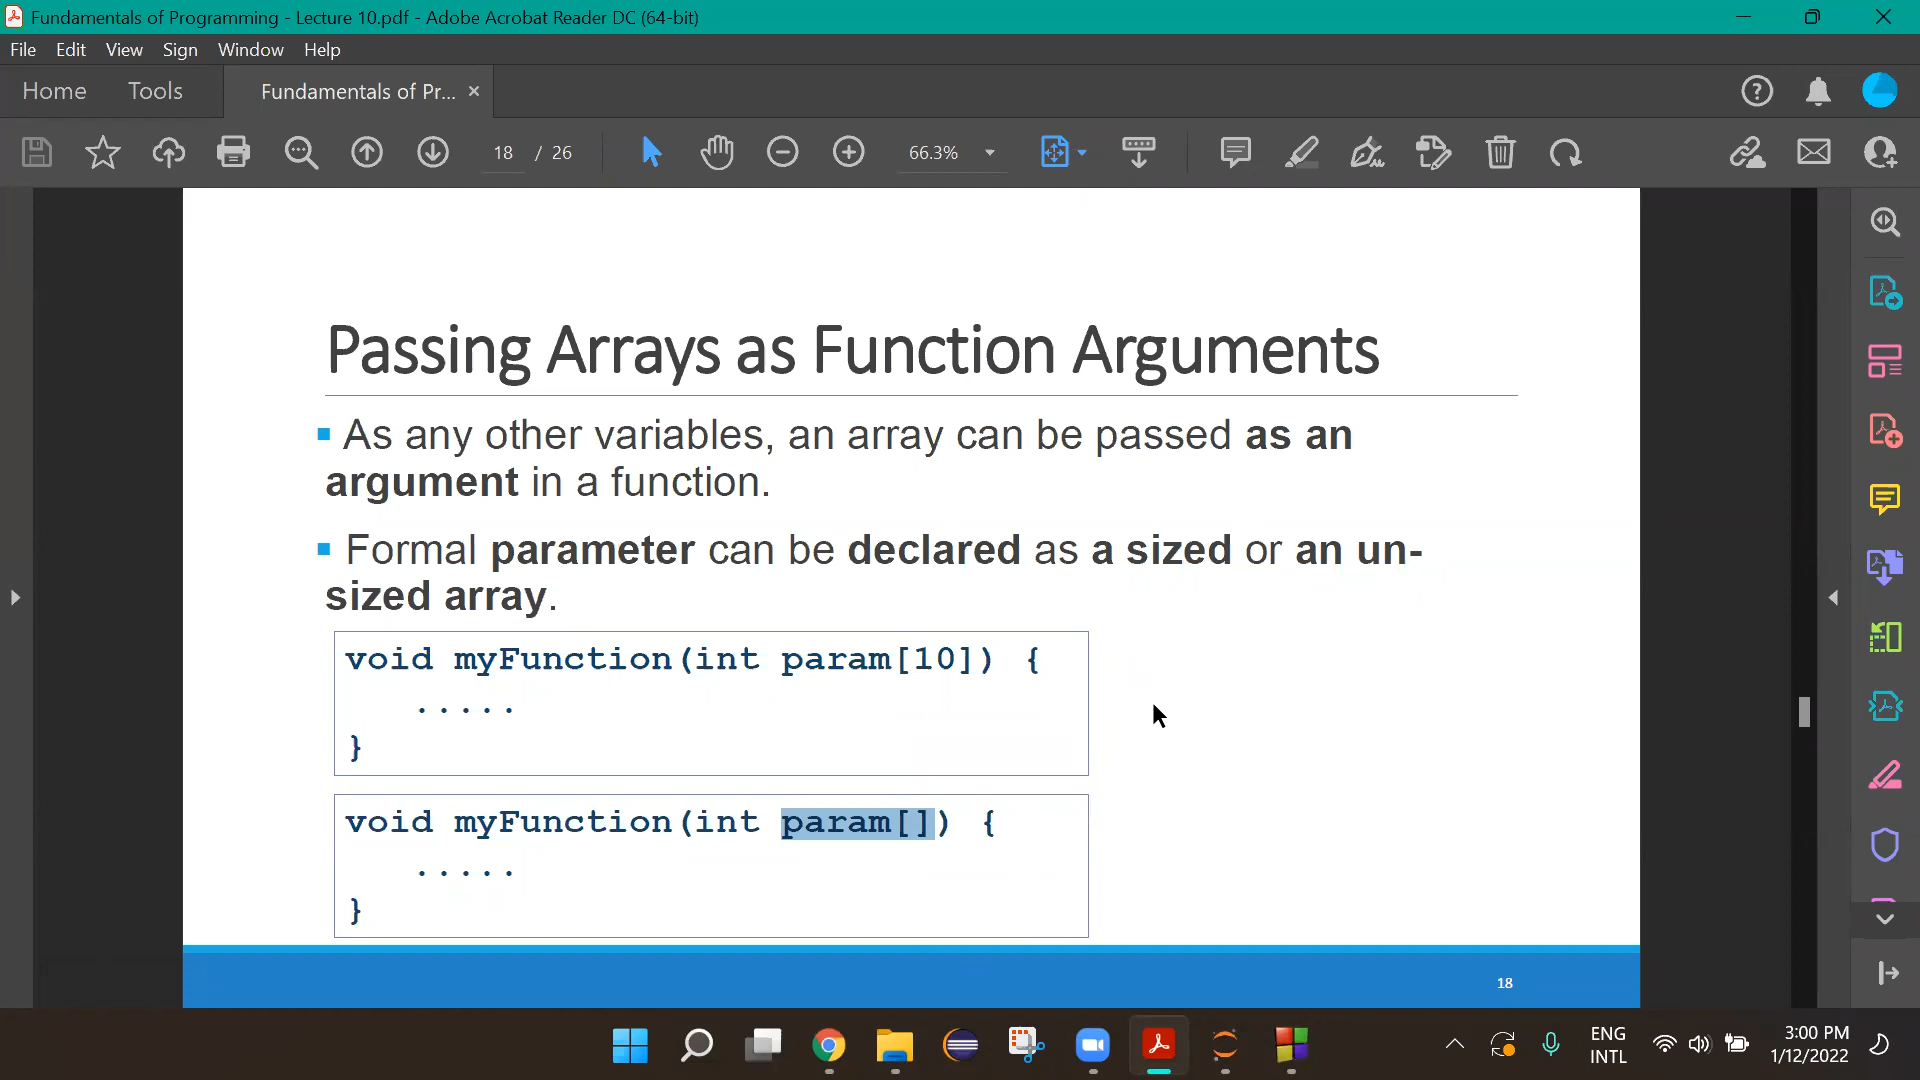 Fundamentals of Programming - Lecture 10.pdf - Adobe Acrobat Reader DC (64-bit)
File Edit View Sign Window Help
Home Tools Fundamentals of Pr... ×
18 / 26 66.3%
Passing Arrays as Function Arguments
▪ As any other variables, an array can be passed as an
argument in a function.
▪ Formal parameter can be declared as a sized or an un-
sized array.
void myFunction(int param[10]) {
.....
}
void myFunction(int param[]) {
.....
}
18
ENG
INTL
3:00 PM
1/12/2022